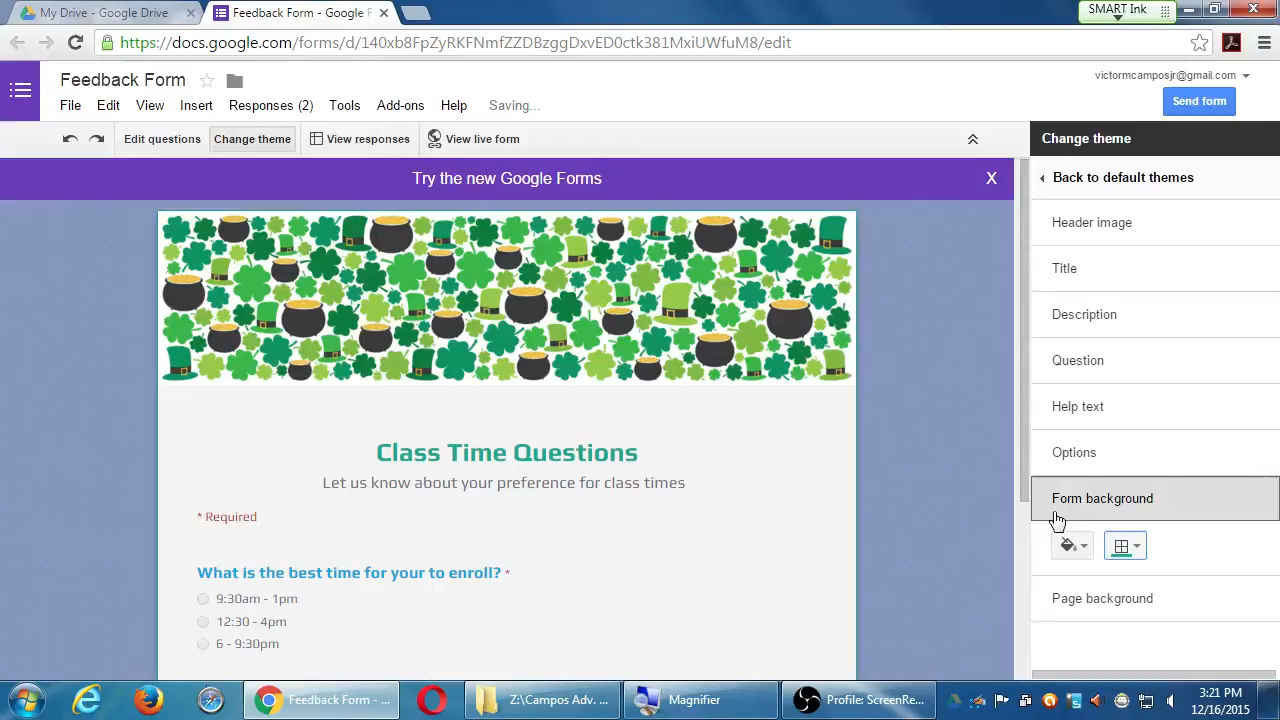 My Drive - Google Drive
Feedback Form - Google F
SMART Ink
https://docs.google.com/forms/d/140xb8FpZyRKFNmfZZDBzggDxvED0ctk381MxiUWfuM8/edit
Feedback Form
victormcamposjr@gmail.com
File Edit View Insert Responses (2) Tools Add-ons Help Saving...
Send form
Edit questions Change theme View responses View live form
Change theme
Try the new Google Forms X
Back to default themes
Header image
Title
Description
Question
Help text
Options
Form background
Page background
Class Time Questions
Let us know about your preference for class times
* Required
What is the best time for your to enroll? *
9:30am - 1pm
12:30 - 4pm
6 - 9:30pm
Feedback Form - ...
Z:\Campos Adv. ...
Magnifier
Profile: ScreenRe...
3:21 PM
12/16/2015